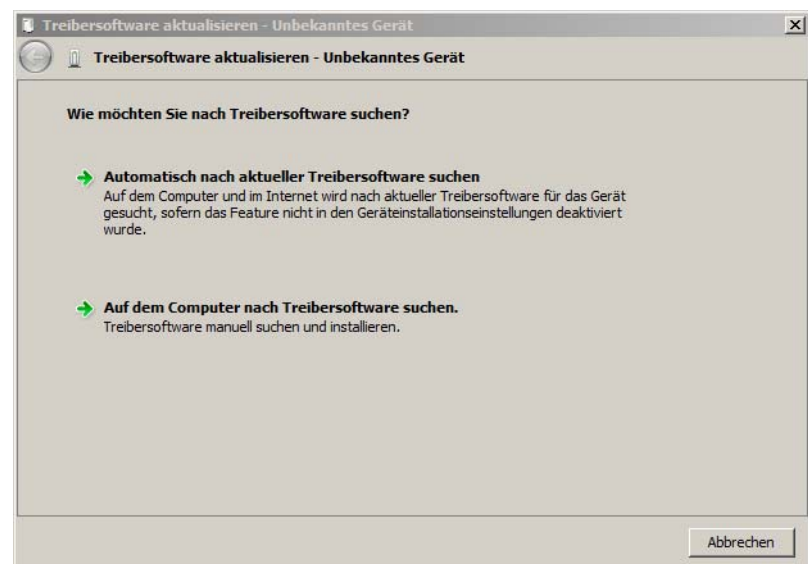 Treibersoftware aktualisieren - Unbekanntes Gerät
Treibersoftware aktualisieren - Unbekanntes Gerät
Wie möchten Sie nach Treibersoftware suchen?
Automatisch nach aktueller Treibersoftware suchen
Auf dem Computer und im Internet wird nach aktueller Treibersoftware für das Gerät
gesucht, sofern das Feature nicht in den Geräteinstallationseinstellungen deaktiviert
wurde.
Auf dem Computer nach Treibersoftware suchen.
Treibersoftware manuell suchen und installieren.
Abbrechen